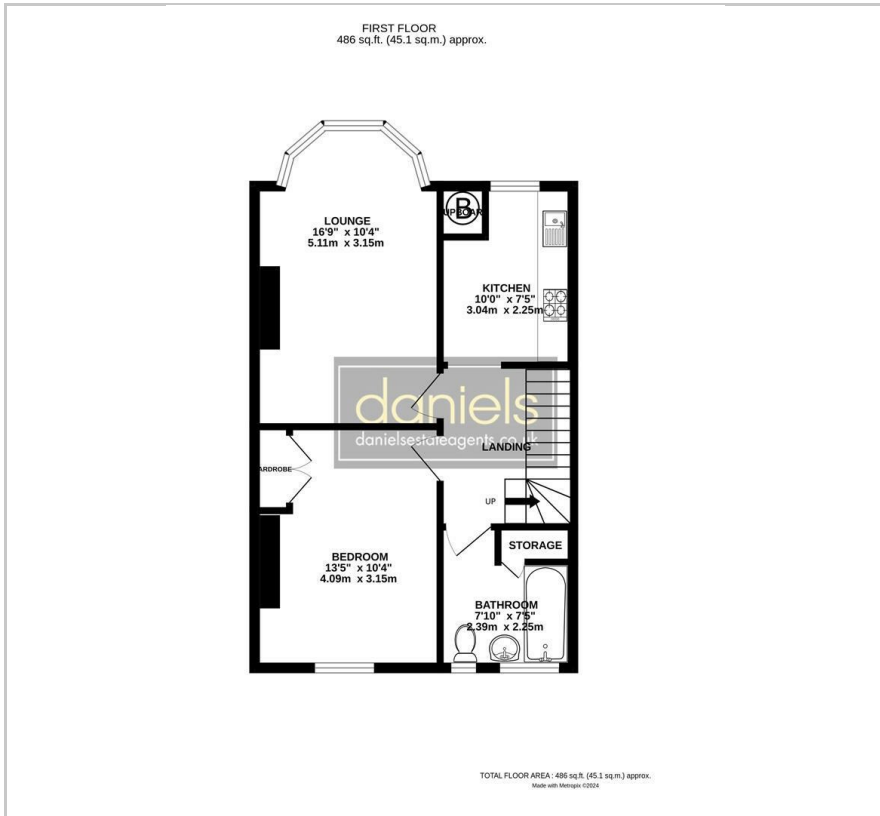 FIRST FLOOR
486 sq.ft. (45.1 sq.m.) approx.
LOUNGE
16'9" x 10'4"
5.11m x 3.15m
B
UPBOAR
KITCHEN
10'0" x 7'5"
3.04m x 2.25m
daniels
danielsestateagents.co.uk
LANDING
ARDROBE
UP
STORAGE
BEDROOM
13'5" x 10'4"
4.09m x 3.15m
BATHROOM
7'10" x 7'5"
2.39m x 2.25m
TOTAL FLOOR AREA : 486 sq.ft. (45.1 sq.m.) approx.
Made with Metropix ©2024